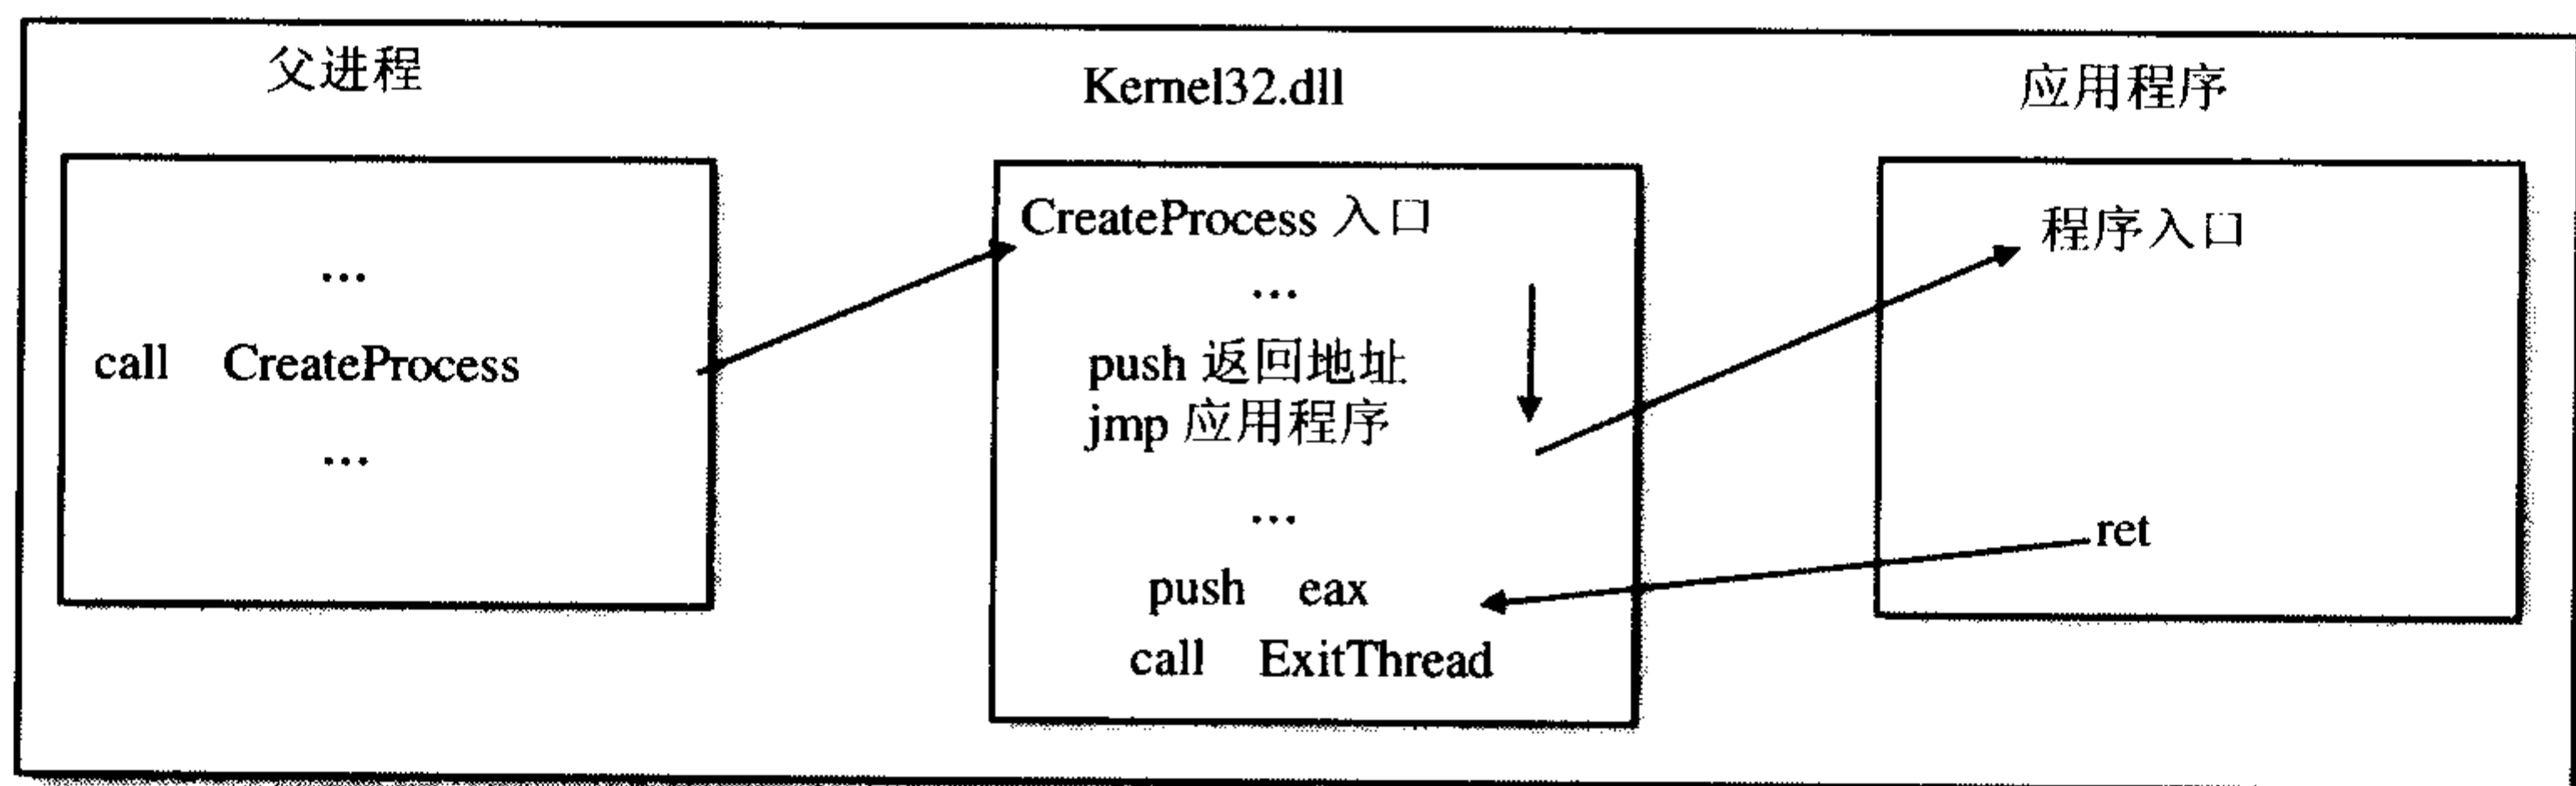 父进程
Kernel32.dll
应用程序
...
call CreateProcess
...
CreateProcess 入口
...
push 返回地址
jmp 应用程序
...
push eax
call ExitThread
程序入口
ret